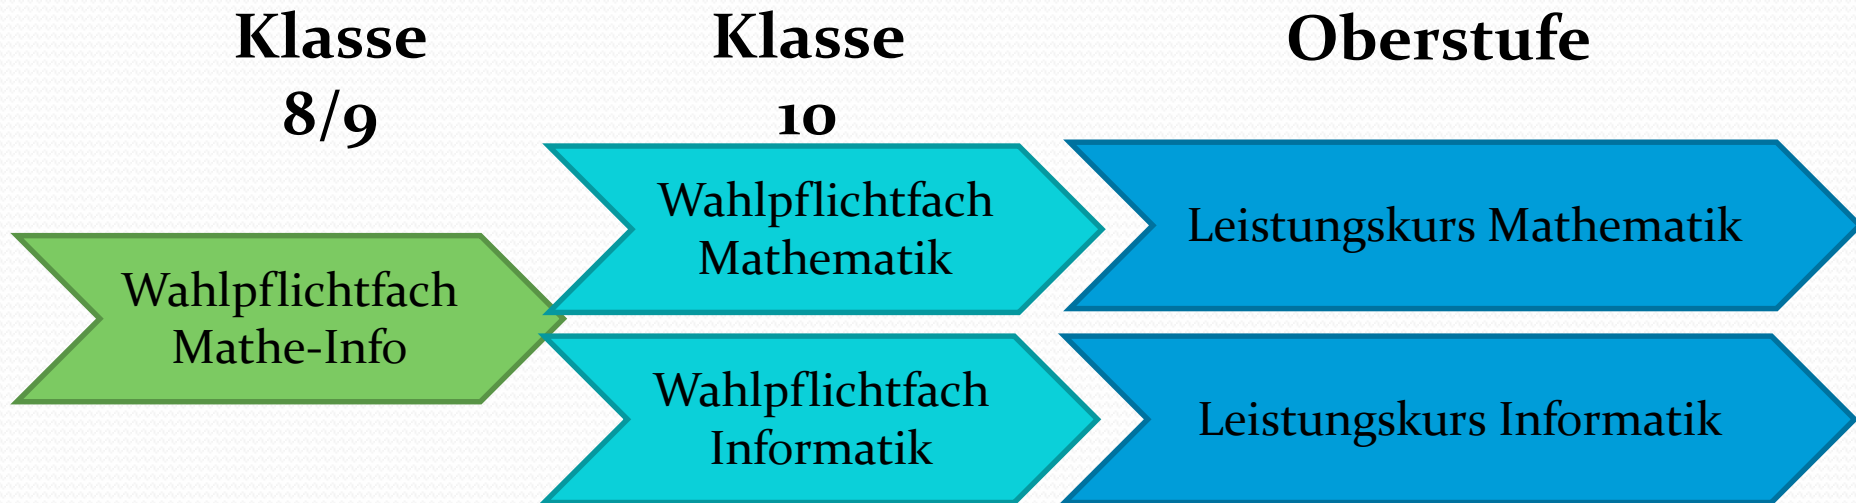 Klasse
8/9
Klasse
10
Oberstufe
Wahlpflichtfach
Mathe-Info
Wahlpflichtfach
Mathematik
Leistungskurs Mathematik
Wahlpflichtfach
Informatik
Leistungskurs Informatik